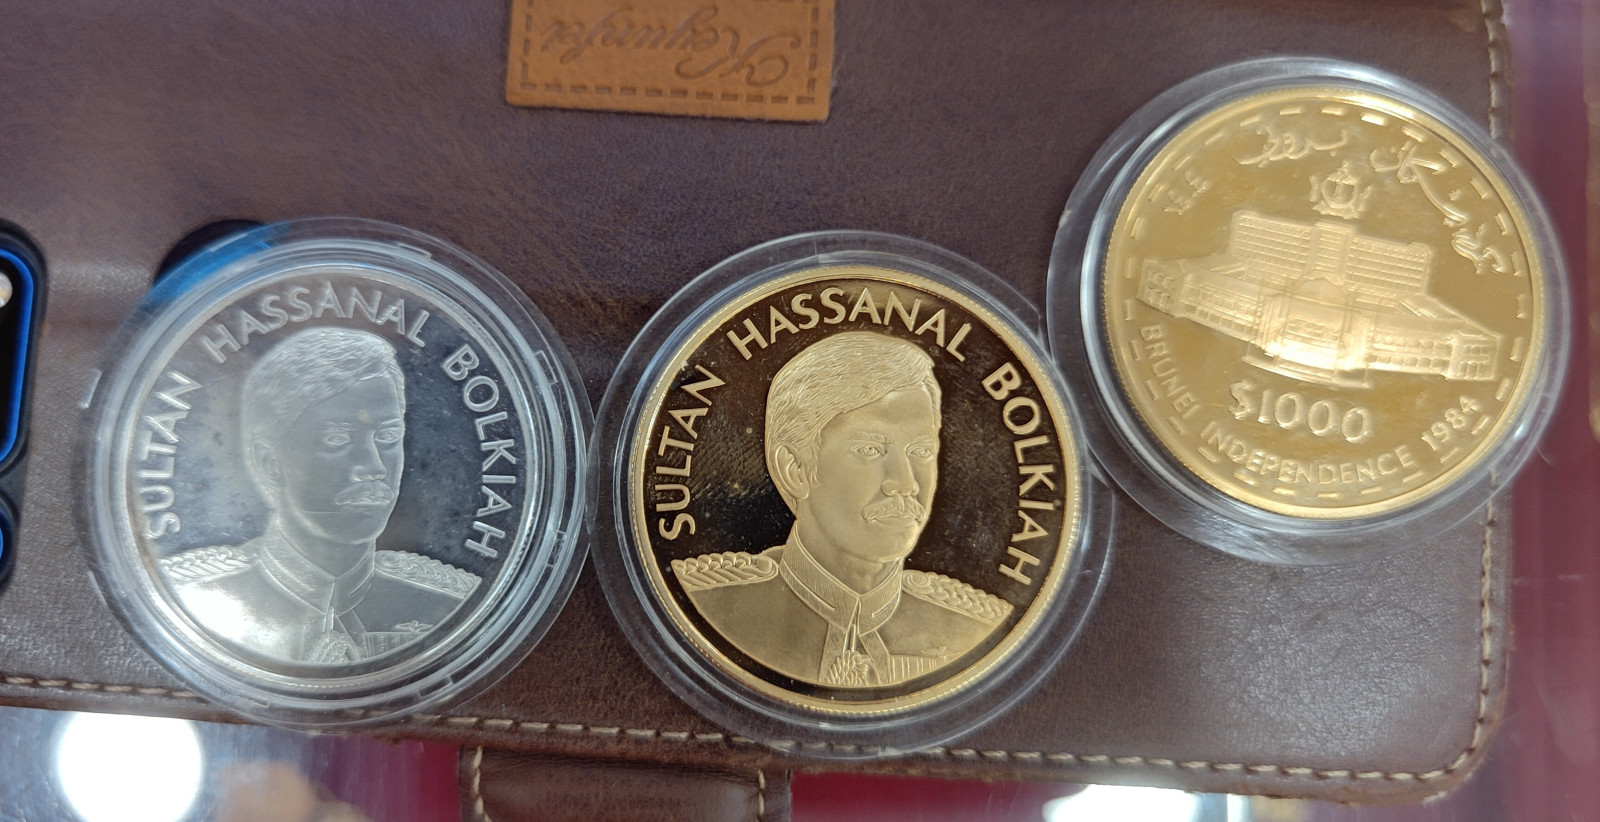 SULTAN HASSANAL BOLKIAH
SULTAN HASSANAL BOLKIAH
$1000
BRUNEI INDEPENDENCE 1984